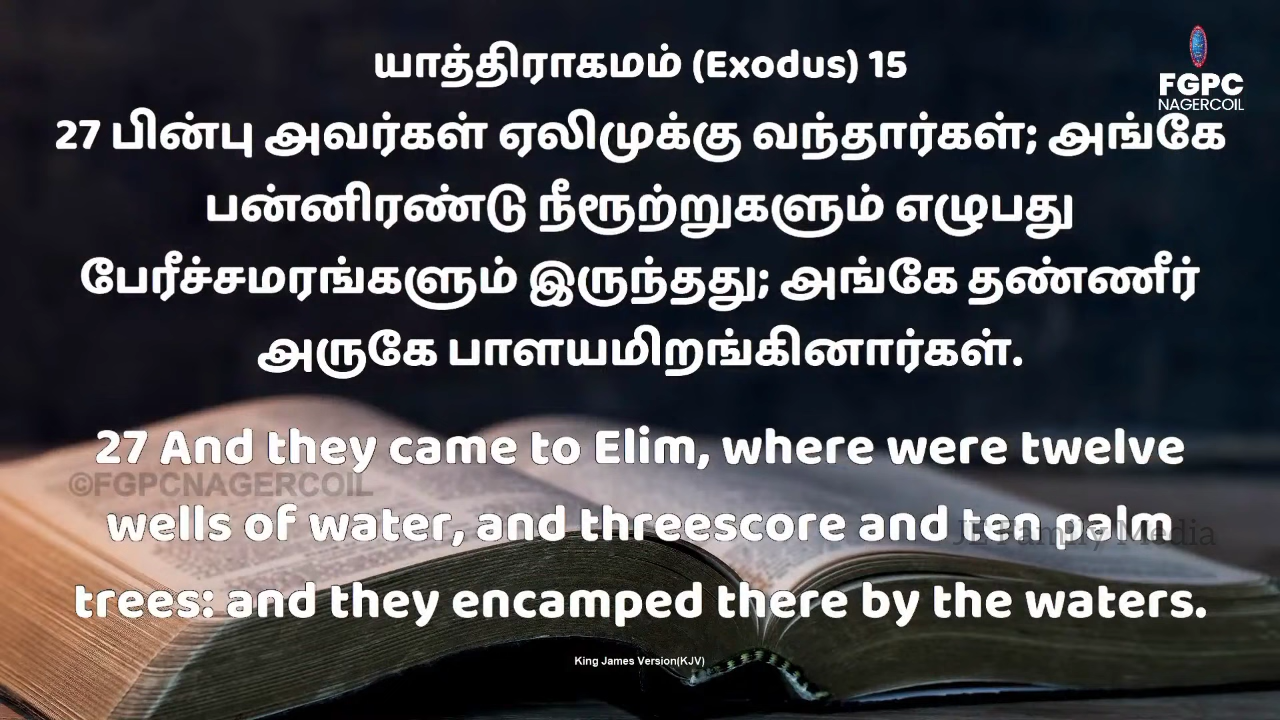 யாத்திராகமம் (Exodus) 15
FGPC
NAGERCOIL
27 பின்பு அவர்கள் ஏலிமுக்கு வந்தார்கள்; அங்கே
பன்னிரண்டு நீரூற்றுகளும் எழுபது
பேரீச்சமரங்களும் இருந்தது; அங்கே தண்ணீர்
அருகே பாளயமிறங்கினார்கள்.
27 And they came to Elim, where were twelve
©FGPCNAGERCOIL
wells of water, and threescore and ten palm
JE Family Media
trees: and they encamped there by the waters.
King James Version(KJV)